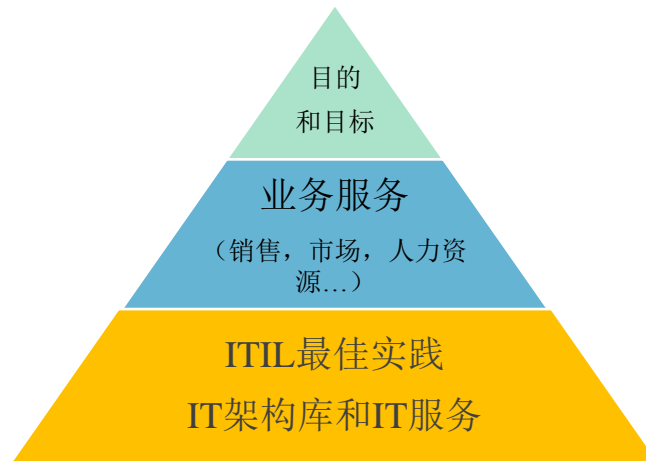 目的
和目标
业务服务
（销售，市场，人力资
源…）
ITIL最佳实践
IT架构库和IT服务